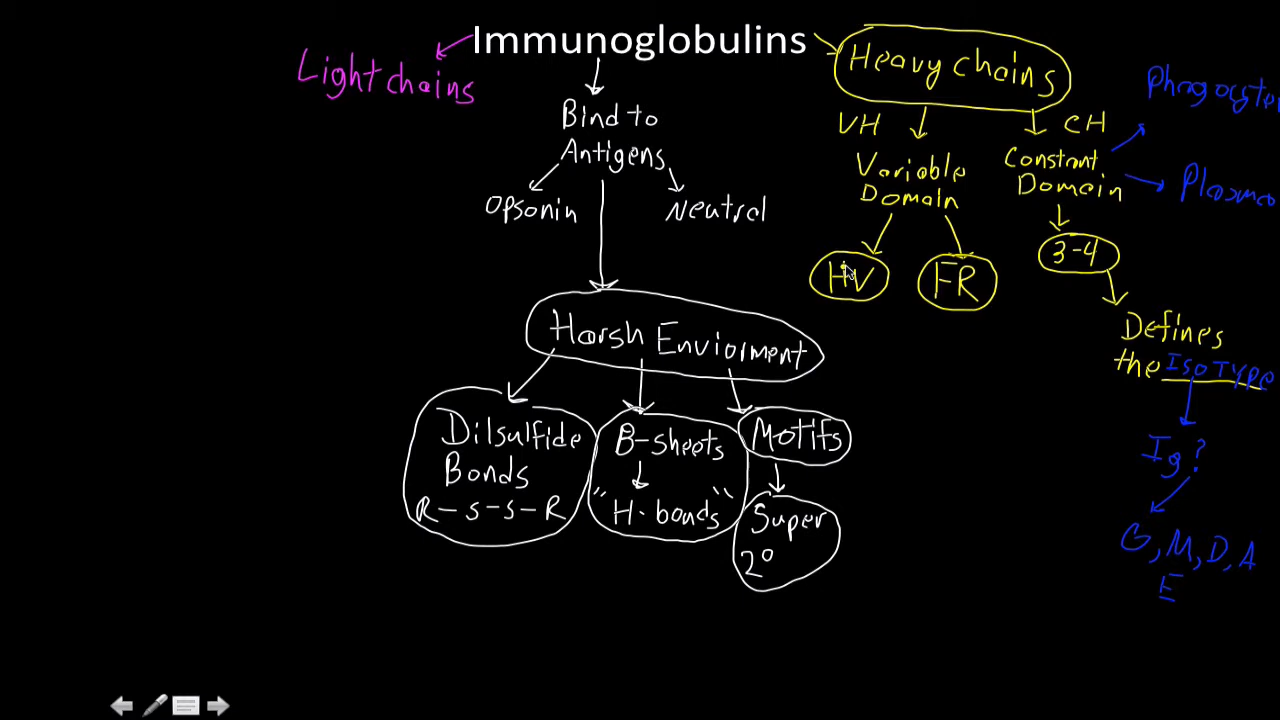 Immunoglobulins
Light chains
Bind to
Antigens
Opsonin
Neutral
Harsh Enviorment
Dilsulfide
Bonds
R-S-S-R
B-sheets
"H-bonds"
Motifs
Super
2°
Heavy chains
VH
Variable
Domain
HV
FR
CH
Constant
Domain
3-4
Defines
the ISOTYPE
Ig?
G, M, D, A
E